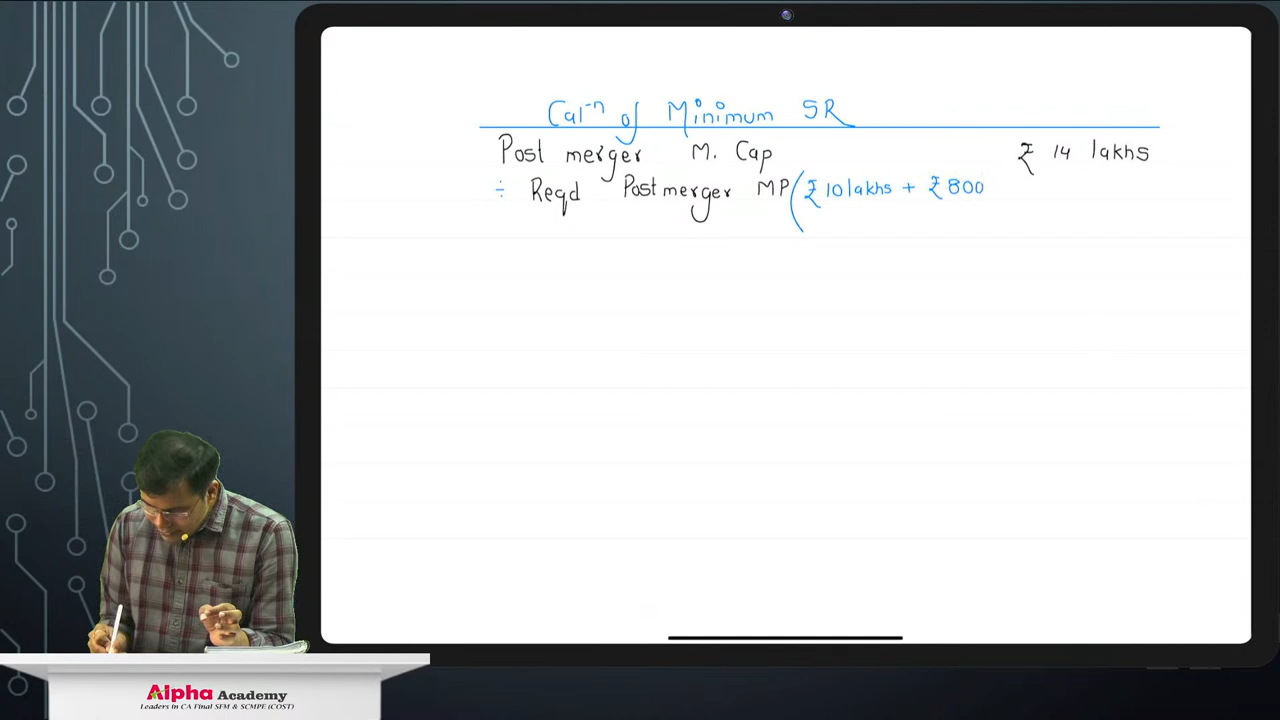 Cal⁻ⁿ of Minimum SR
Post merger M. Cap ₹ 14 lakhs
÷ Reqd Post merger MP (₹10 lakhs + ₹800
Alpha Academy
Leaders in CA Final SFM & SCMPE (COST)